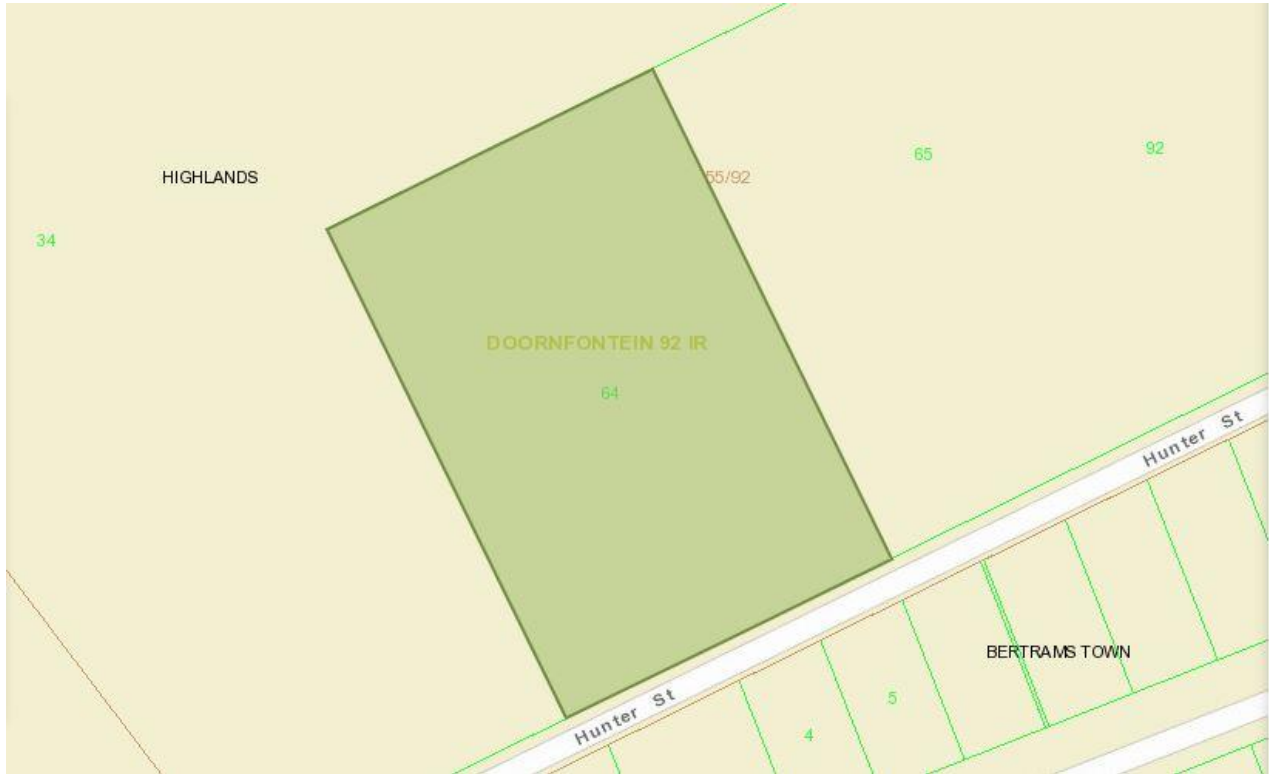 92
65
HIGHLANDS
55/92
34
DOORNFONTEIN 92 IR
64
Hunter St
BERTRAMS TOWN
5
Hunter St
4